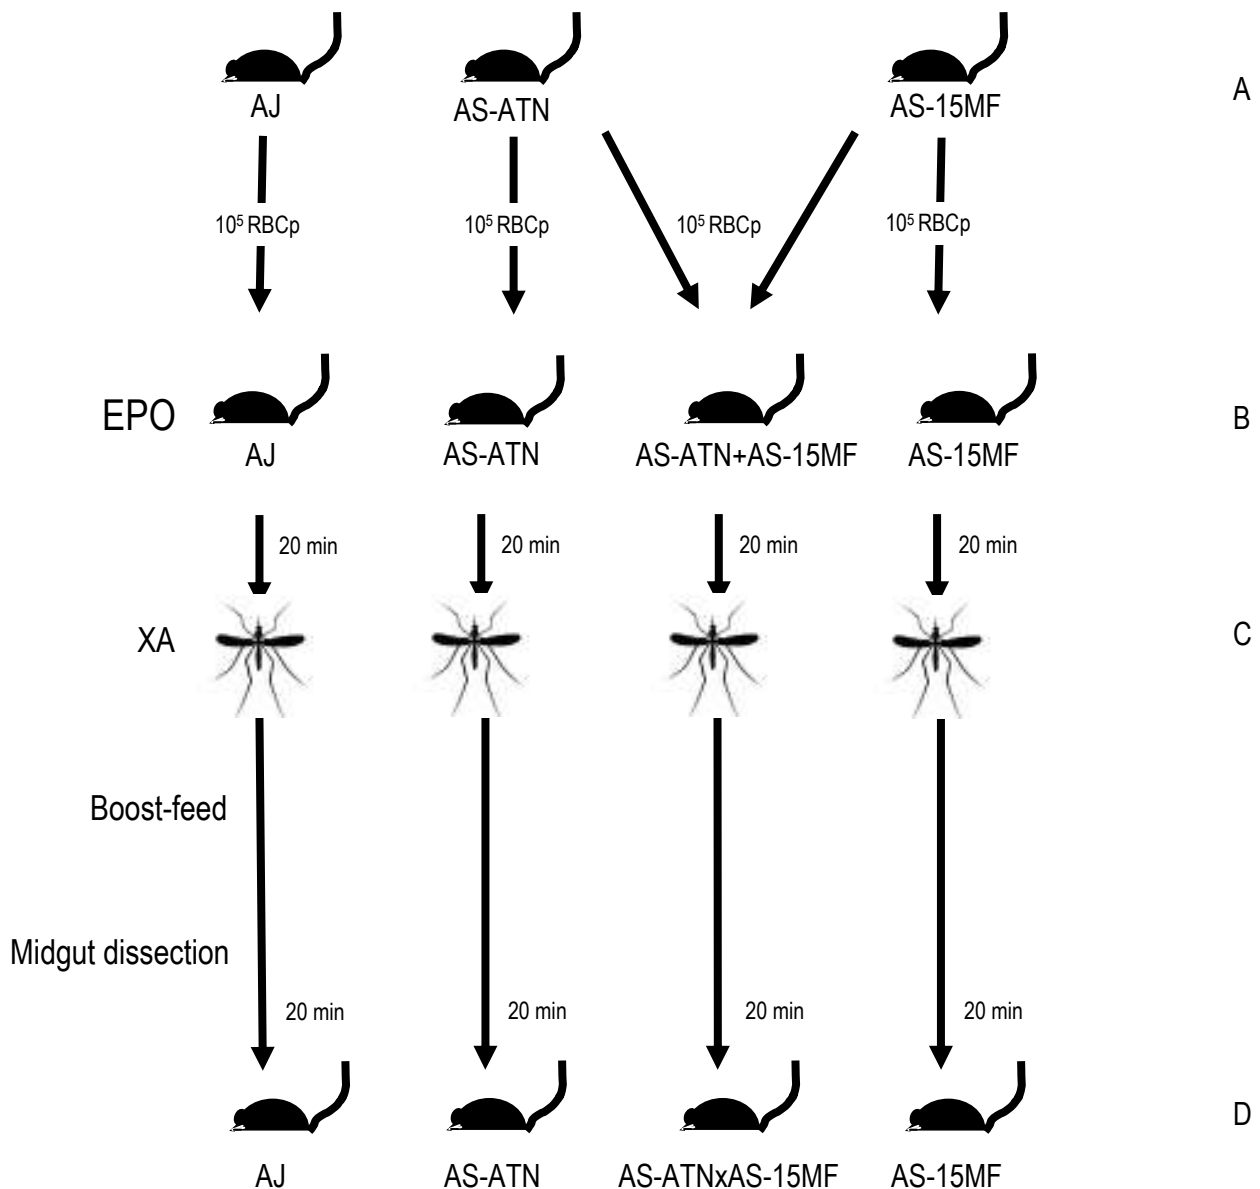 AJ AS-ATN AS-15MF A
10⁵ RBCp 10⁵ RBCp 10⁵ RBCp 10⁵ RBCp
EPO B
AJ AS-ATN AS-ATN+AS-15MF AS-15MF
20 min 20 min 20 min 20 min
XA C
Boost-feed
Midgut dissection
20 min 20 min 20 min 20 min
D
AJ AS-ATN AS-ATNxAS-15MF AS-15MF